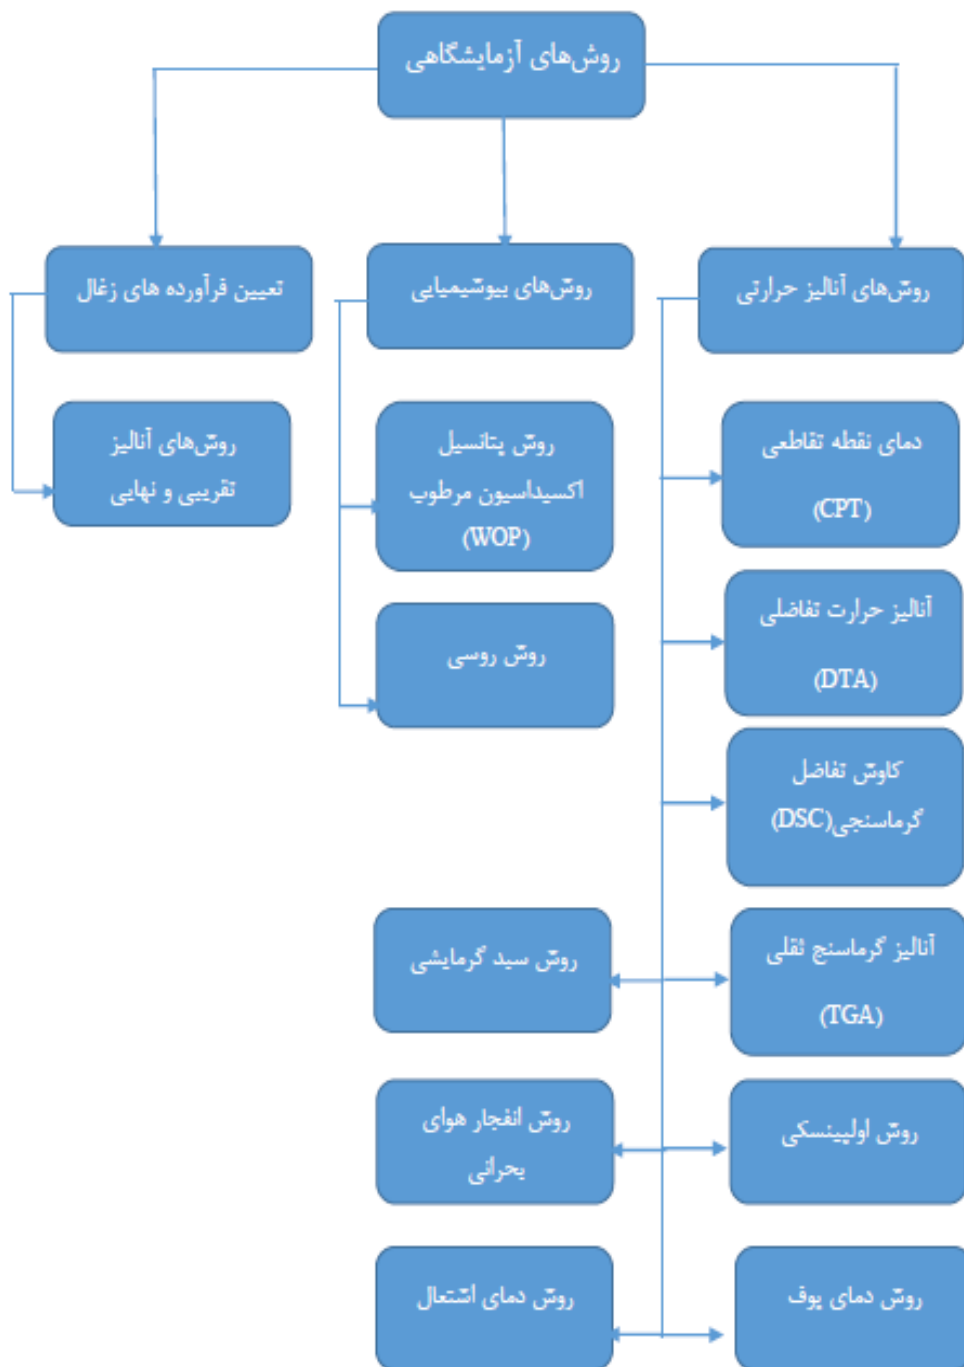 روش‌های آزمایشگاهی
روش‌های آنالیز حرارتی
روش‌های بیوشیمیایی
تعیین فرآورده های زغال
دمای نقطه تقاطعی
(CPT)
آنالیز حرارت تفاضلی
(DTA)
کاوش تفاضل
گرماسنجی(DSC)
آنالیز گرماسنج ثقلی
(TGA)
روش اولپینسکی
روش دمای پوف
روش سبد گرمایشی
روش انفجار هوای
بحرانی
روش دمای اشتعال
روش پتانسیل
اکسیداسیون مرطوب
(WOP)
روش روسی
روش‌های آنالیز
تقریبی و نهایی